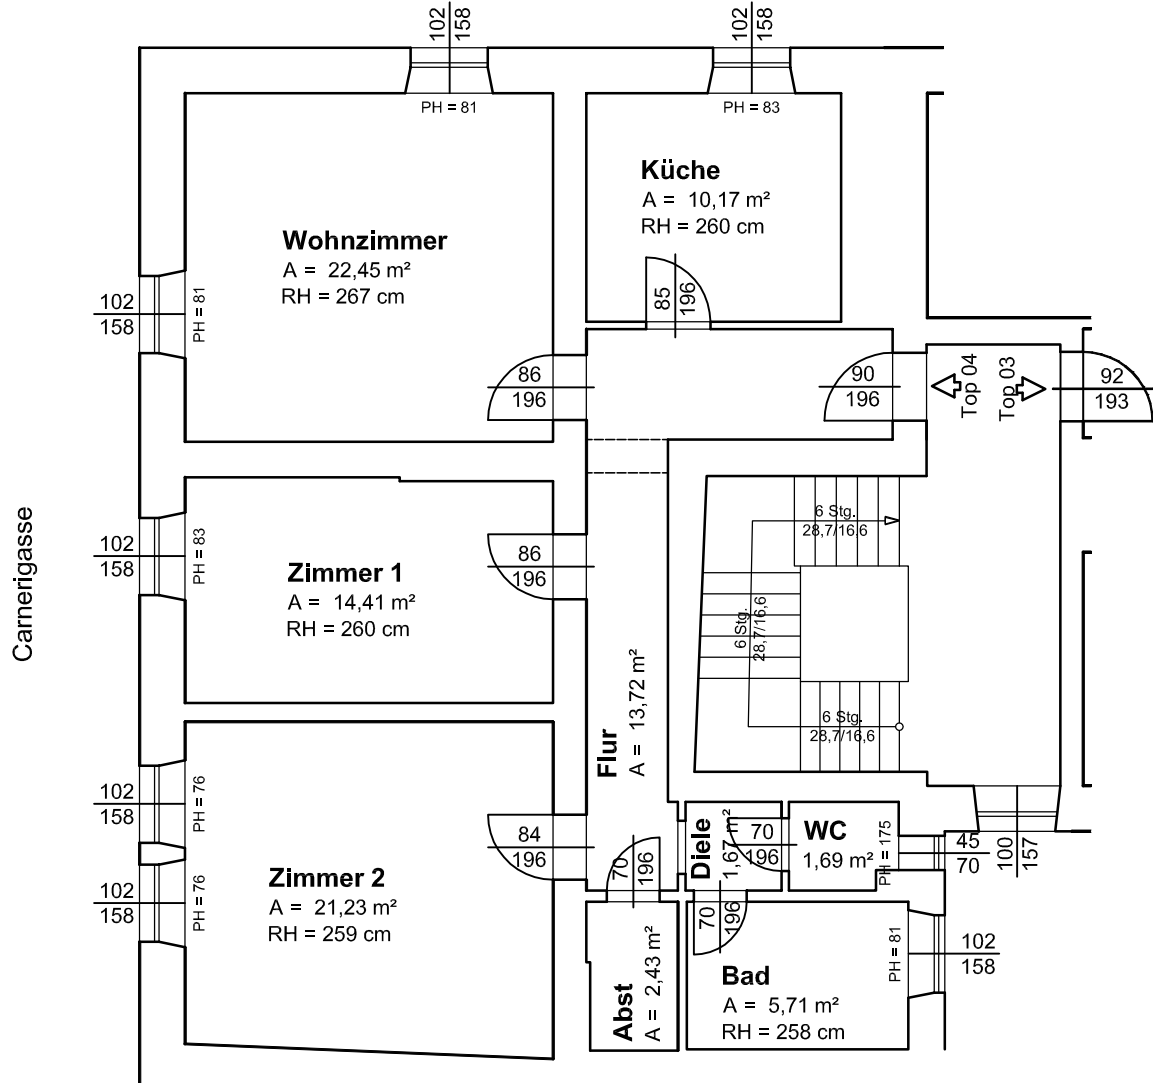 102
158
102
158
PH = 81
PH = 83
Küche
A = 10,17 m²
RH = 260 cm
Wohnzimmer
A = 22,45 m²
RH = 267 cm
102
158
PH = 81
85
196
86
196
90
196
Top 04
Top 03
92
193
Carnerigasse
102
158
PH = 83
Zimmer 1
A = 14,41 m²
RH = 260 cm
86
196
6 Stg.
28,7/16,6
6 Stg.
28,7/16,6
6 Stg.
28,7/16,6
Flur
A = 13,72 m²
102
158
PH = 76
84
196
Diele
1,67 m²
70
196
WC
1,69 m²
PH = 175
45
70
100
157
70
196
Zimmer 2
A = 21,23 m²
RH = 259 cm
102
158
PH = 76
70
196
Abst
A = 2,43 m²
Bad
A = 5,71 m²
RH = 258 cm
PH = 81
102
158